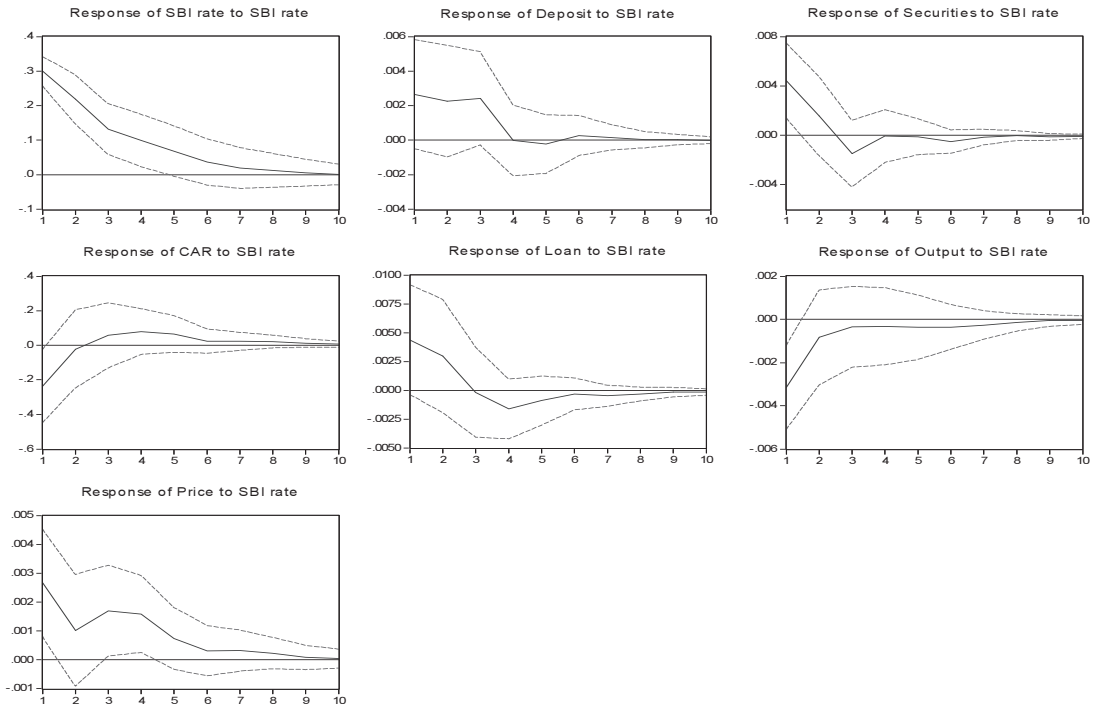 Response of SBI rate to SBI rate
.4
.3
.2
.1
.0
-.1
1 2 3 4 5 6 7 8 9 10
Response of Deposit to SBI rate
.006
.004
.002
.000
-.002
-.004
1 2 3 4 5 6 7 8 9 10
Response of Securities to SBI rate
.008
.004
.000
-.004
1 2 3 4 5 6 7 8 9 10
Response of CAR to SBI rate
.4
.2
.0
-.2
-.4
-.6
1 2 3 4 5 6 7 8 9 10
Response of Loan to SBI rate
.0100
.0075
.0050
.0025
.0000
-.0025
-.0050
1 2 3 4 5 6 7 8 9 10
Response of Output to SBI rate
.002
.000
-.002
-.004
-.006
1 2 3 4 5 6 7 8 9 10
Response of Price to SBI rate
.005
.004
.003
.002
.001
.000
-.001
1 2 3 4 5 6 7 8 9 10